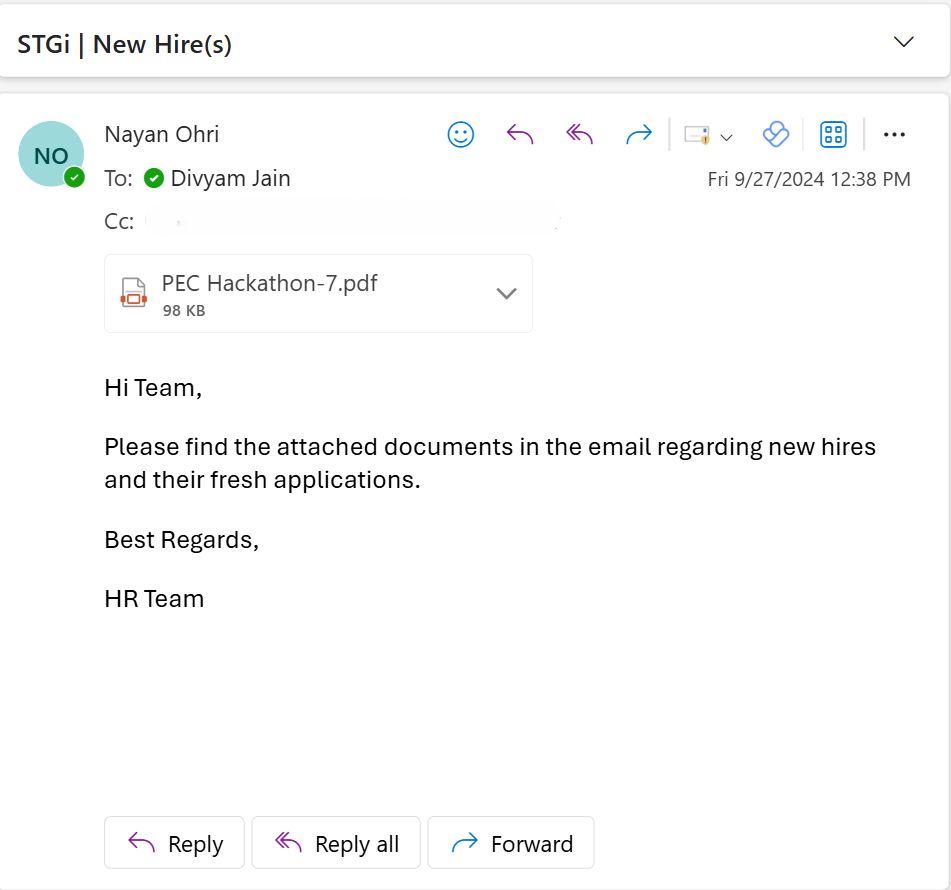 STGi | New Hire(s)
NO
Nayan Ohri
To: Divyam Jain
Fri 9/27/2024 12:38 PM
Cc:
PEC Hackathon-7.pdf
98 KB
Hi Team,
Please find the attached documents in the email regarding new hires
and their fresh applications.
Best Regards,
HR Team
Reply
Reply all
Forward